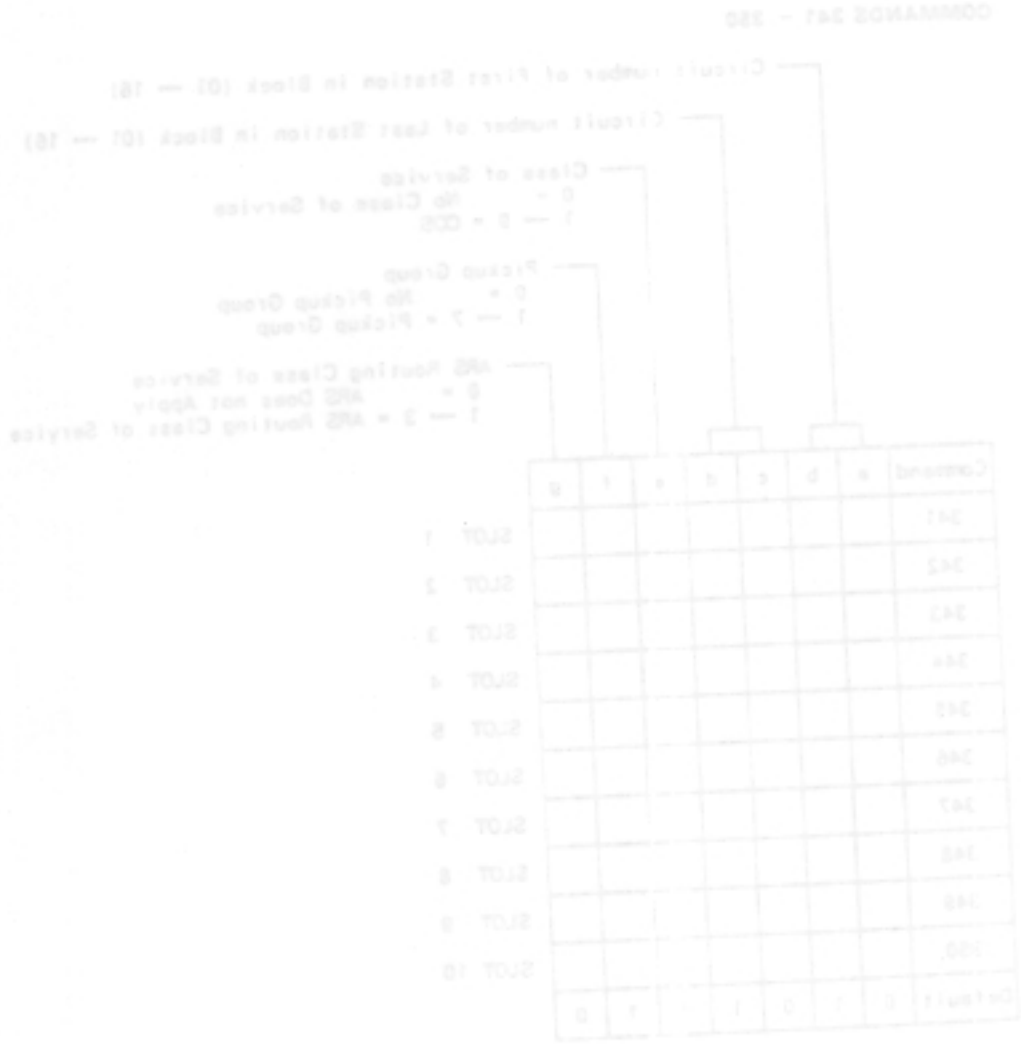 COMMANDS 341 - 350
Circuit number of First Station in Block (01 — 16)
Circuit number of Last Station in Block (01 — 16)
Class of Service
0 = No Class of Service
1 — 9 = COS
Pickup Group
0 = No Pickup Group
1 — 7 = Pickup Group
ARS Routing Class of Service
0 = ARS Does not Apply
1 — 3 = ARS Routing Class of Service
Command a b c d e f g
341 SLOT 1
342 SLOT 2
343 SLOT 3
344 SLOT 4
345 SLOT 5
346 SLOT 6
347 SLOT 7
348 SLOT 8
349 SLOT 9
350 SLOT 10
Default 0 1 0 1 1 0